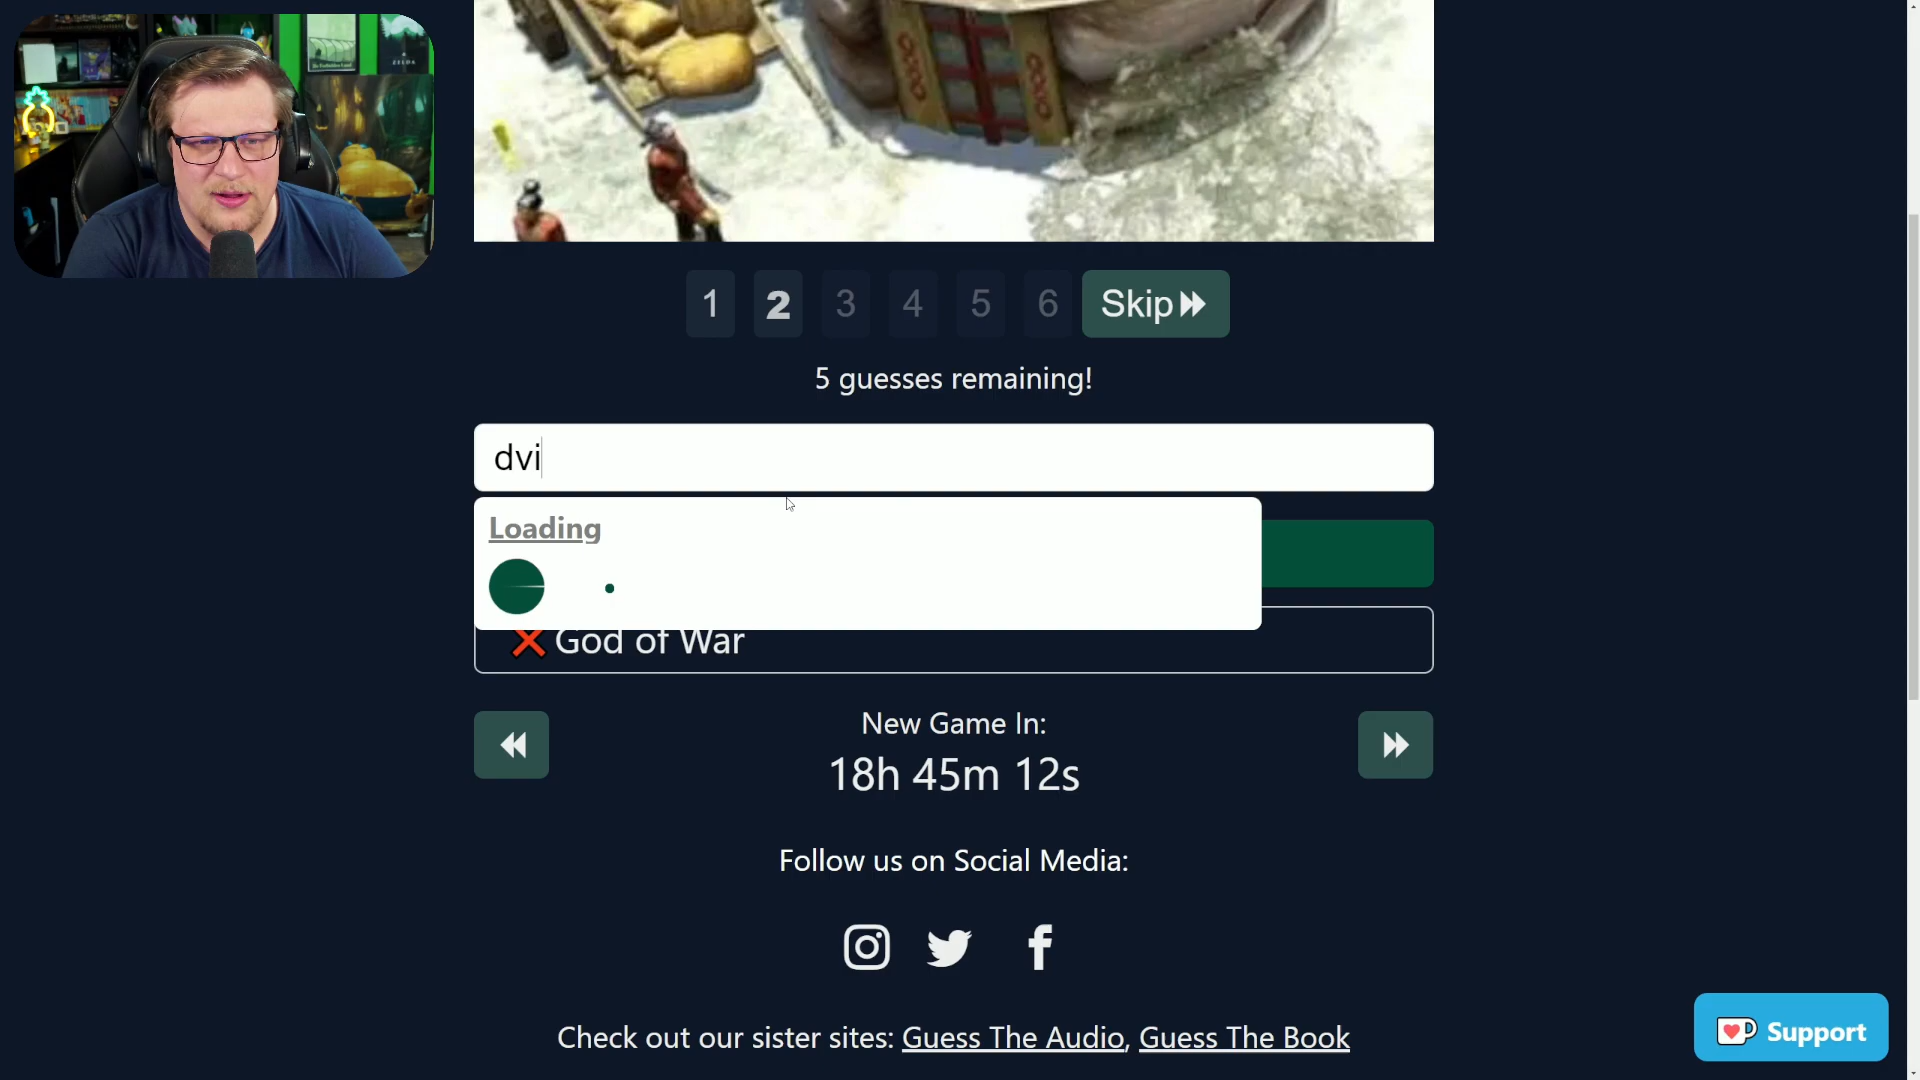 ZELDA
1 2 3 4 5 6 Skip
5 guesses remaining!
dvi
Loading
God of War
New Game In:
18h 45m 12s
Follow us on Social Media:
Check out our sister sites: Guess The Audio, Guess The Book
Support